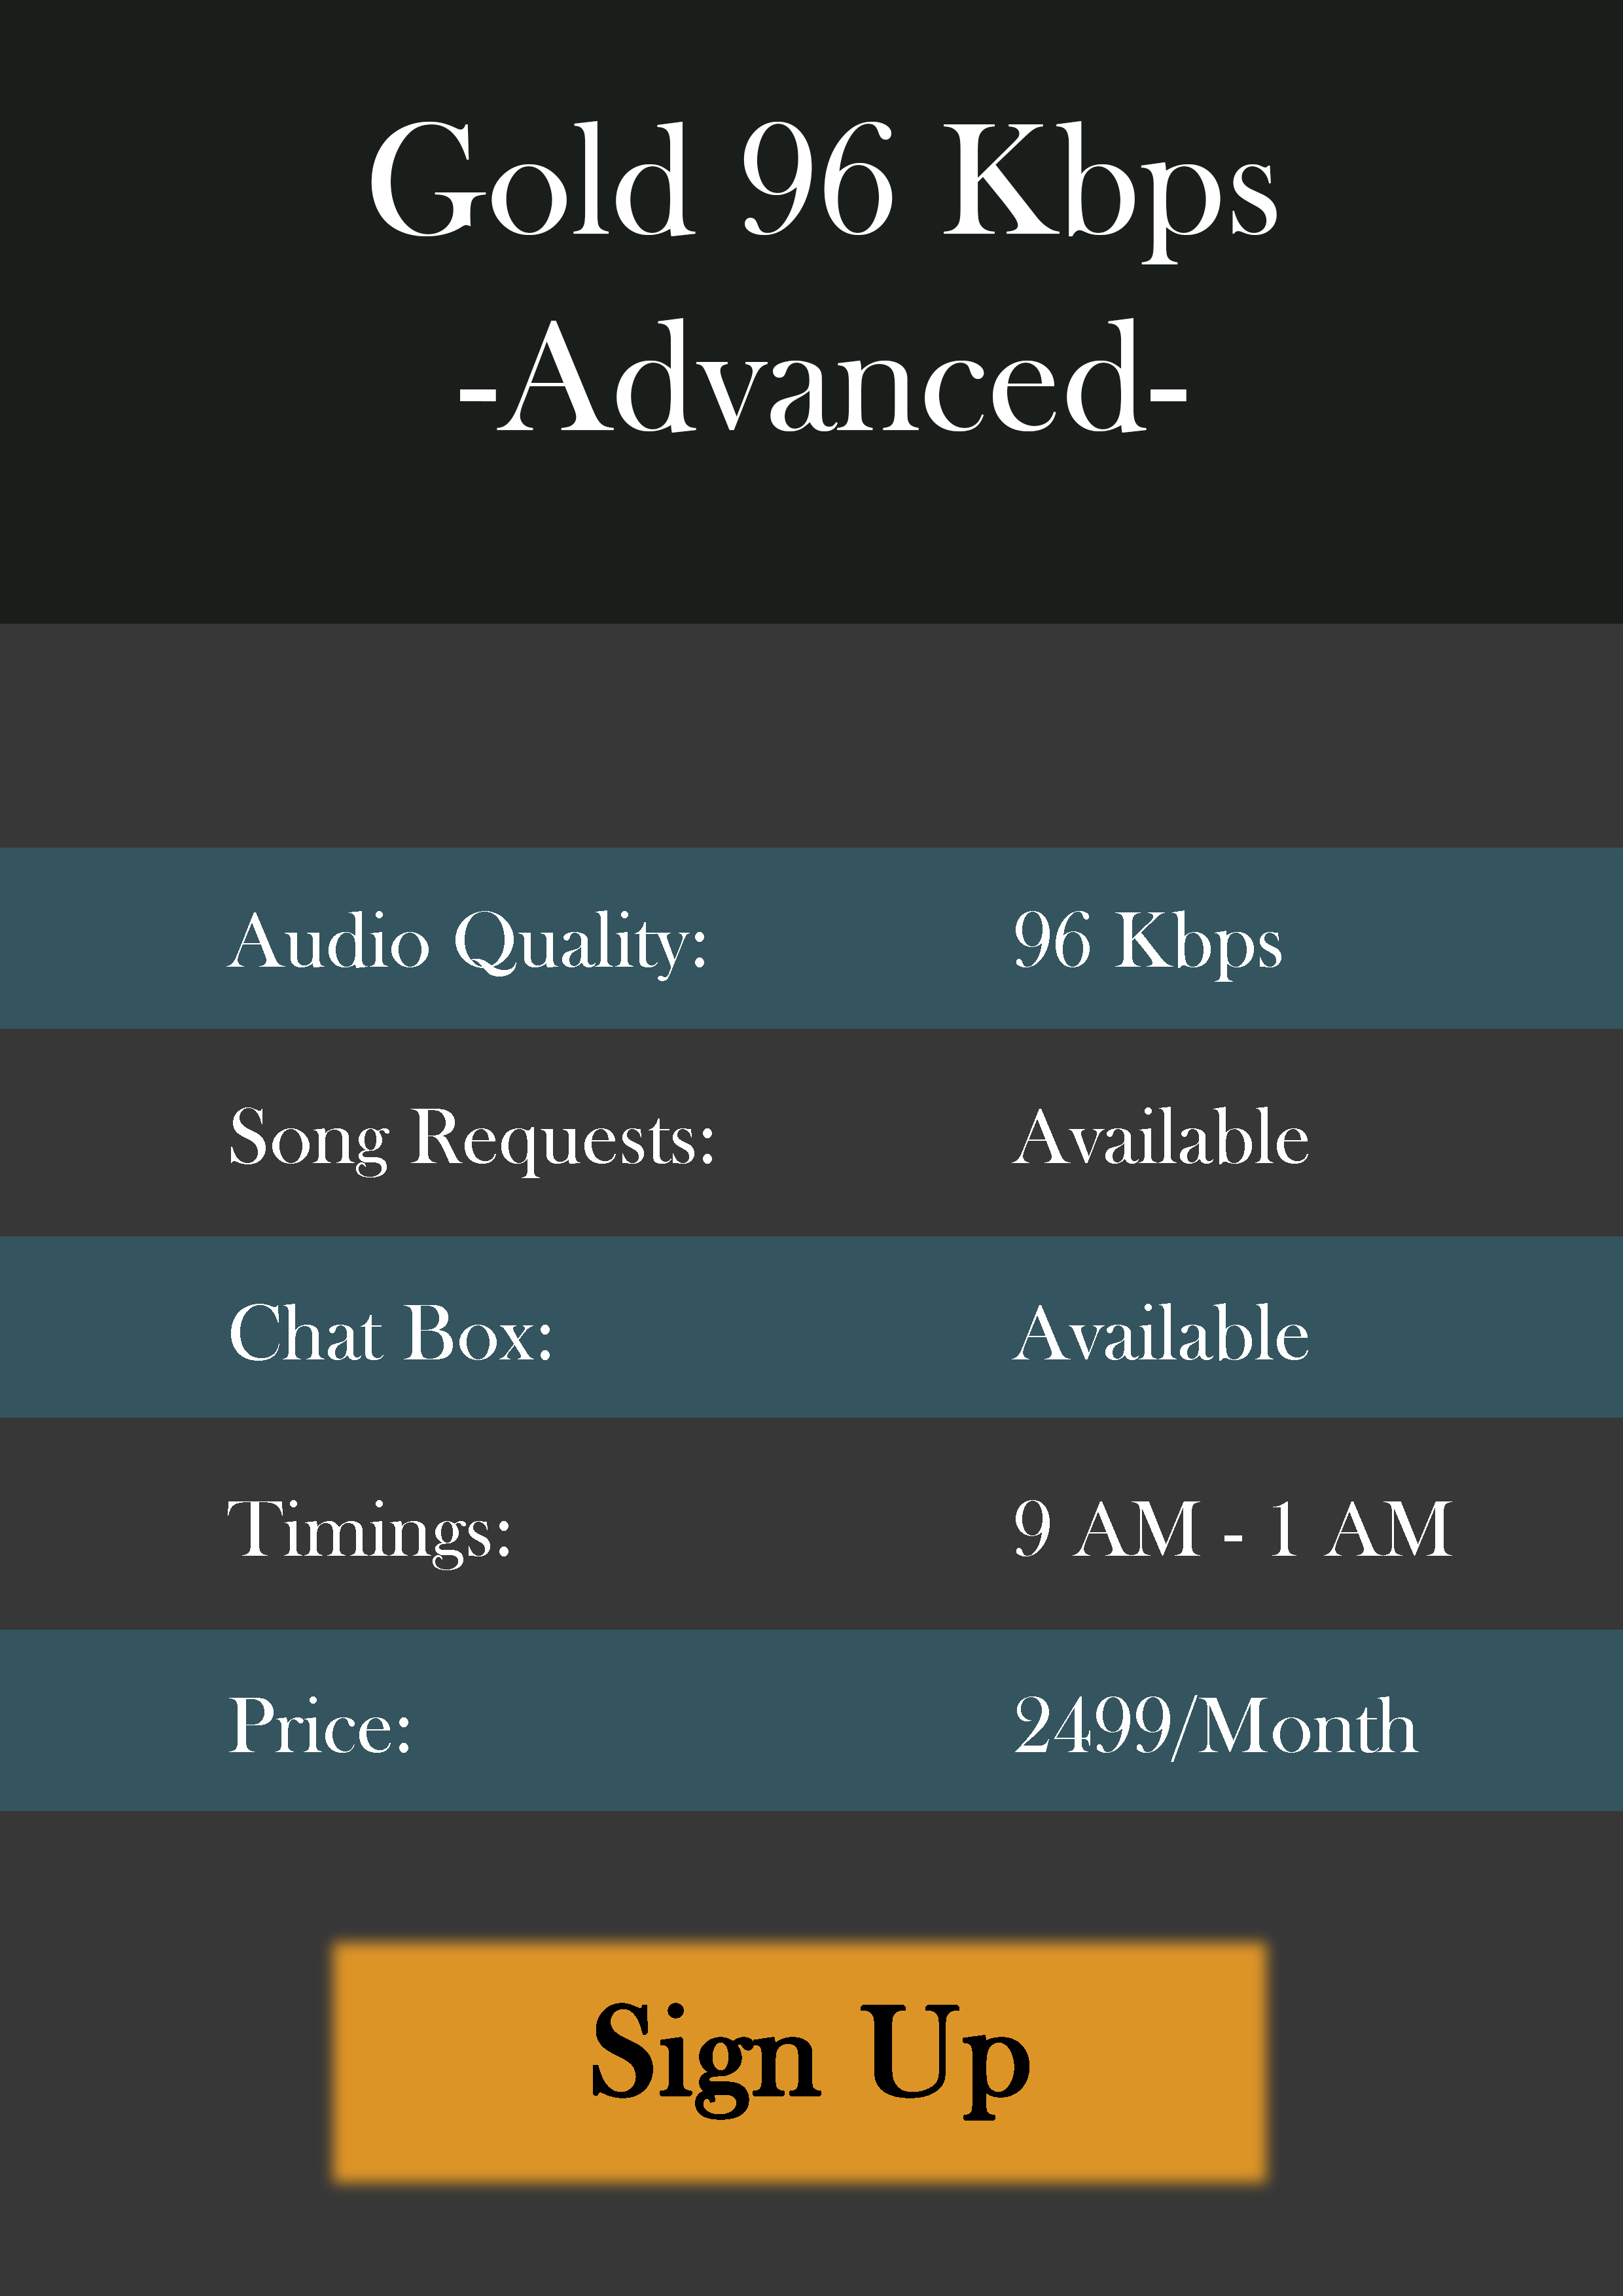 Gold 96 Kbps
-Advanced-
Audio Quality: 96 Kbps
Song Requests: Available
Chat Box: Available
Timings: 9 AM - 1 AM
Price: 2499/Month
Sign Up